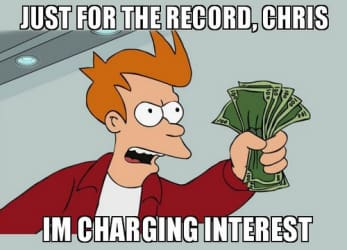 JUST FOR THE RECORD, CHRIS
IM CHARGING INTEREST